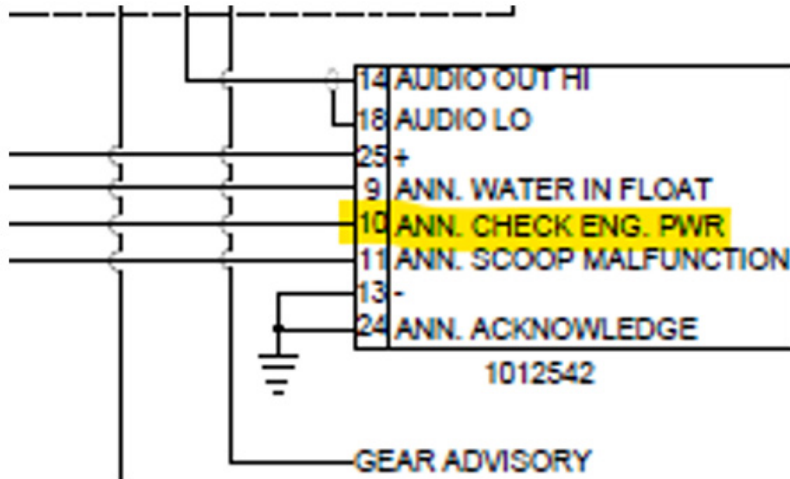 14 AUDIO OUT HI
18 AUDIO LO
25 +
9 ANN. WATER IN FLOAT
10 ANN. CHECK ENG. PWR
11 ANN. SCOOP MALFUNCTION
13 -
24 ANN. ACKNOWLEDGE
1012542
GEAR ADVISORY